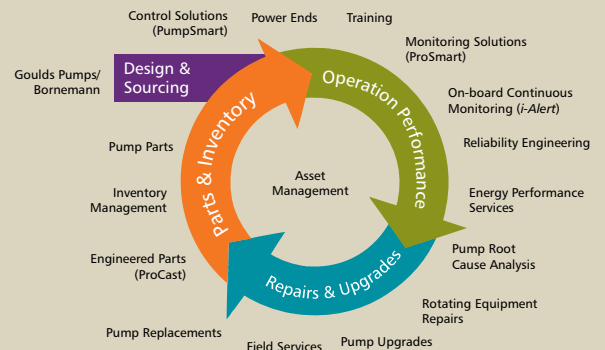 Control Solutions
(PumpSmart)
Power Ends
Training
Monitoring Solutions
(ProSmart)
Goulds Pumps/
Bornemann
Design &
Sourcing
Operation Performance
On-board Continuous
Monitoring (i-Alert)
Reliability Engineering
Pump Parts
Parts & Inventory
Asset
Management
Inventory
Management
Energy Performance
Services
Engineered Parts
(ProCast)
Pump Root
Cause Analysis
Repairs & Upgrades
Rotating Equipment
Repairs
Pump Replacements
Field Services
Pump Upgrades